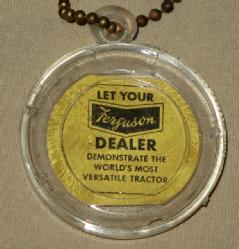 LET YOUR
Ferguson
DEALER
DEMONSTRATE THE
WORLD'S MOST
VERSATILE TRACTOR